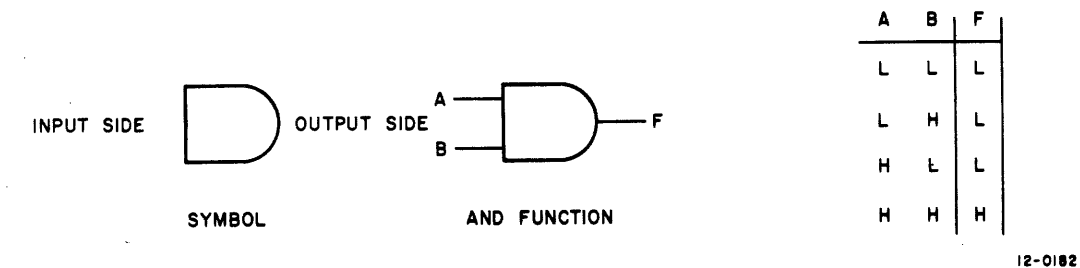 INPUT SIDE
OUTPUT SIDE
SYMBOL
A
B
F
AND FUNCTION
A B F
L L L
L H L
H L L
H H H
12-0182